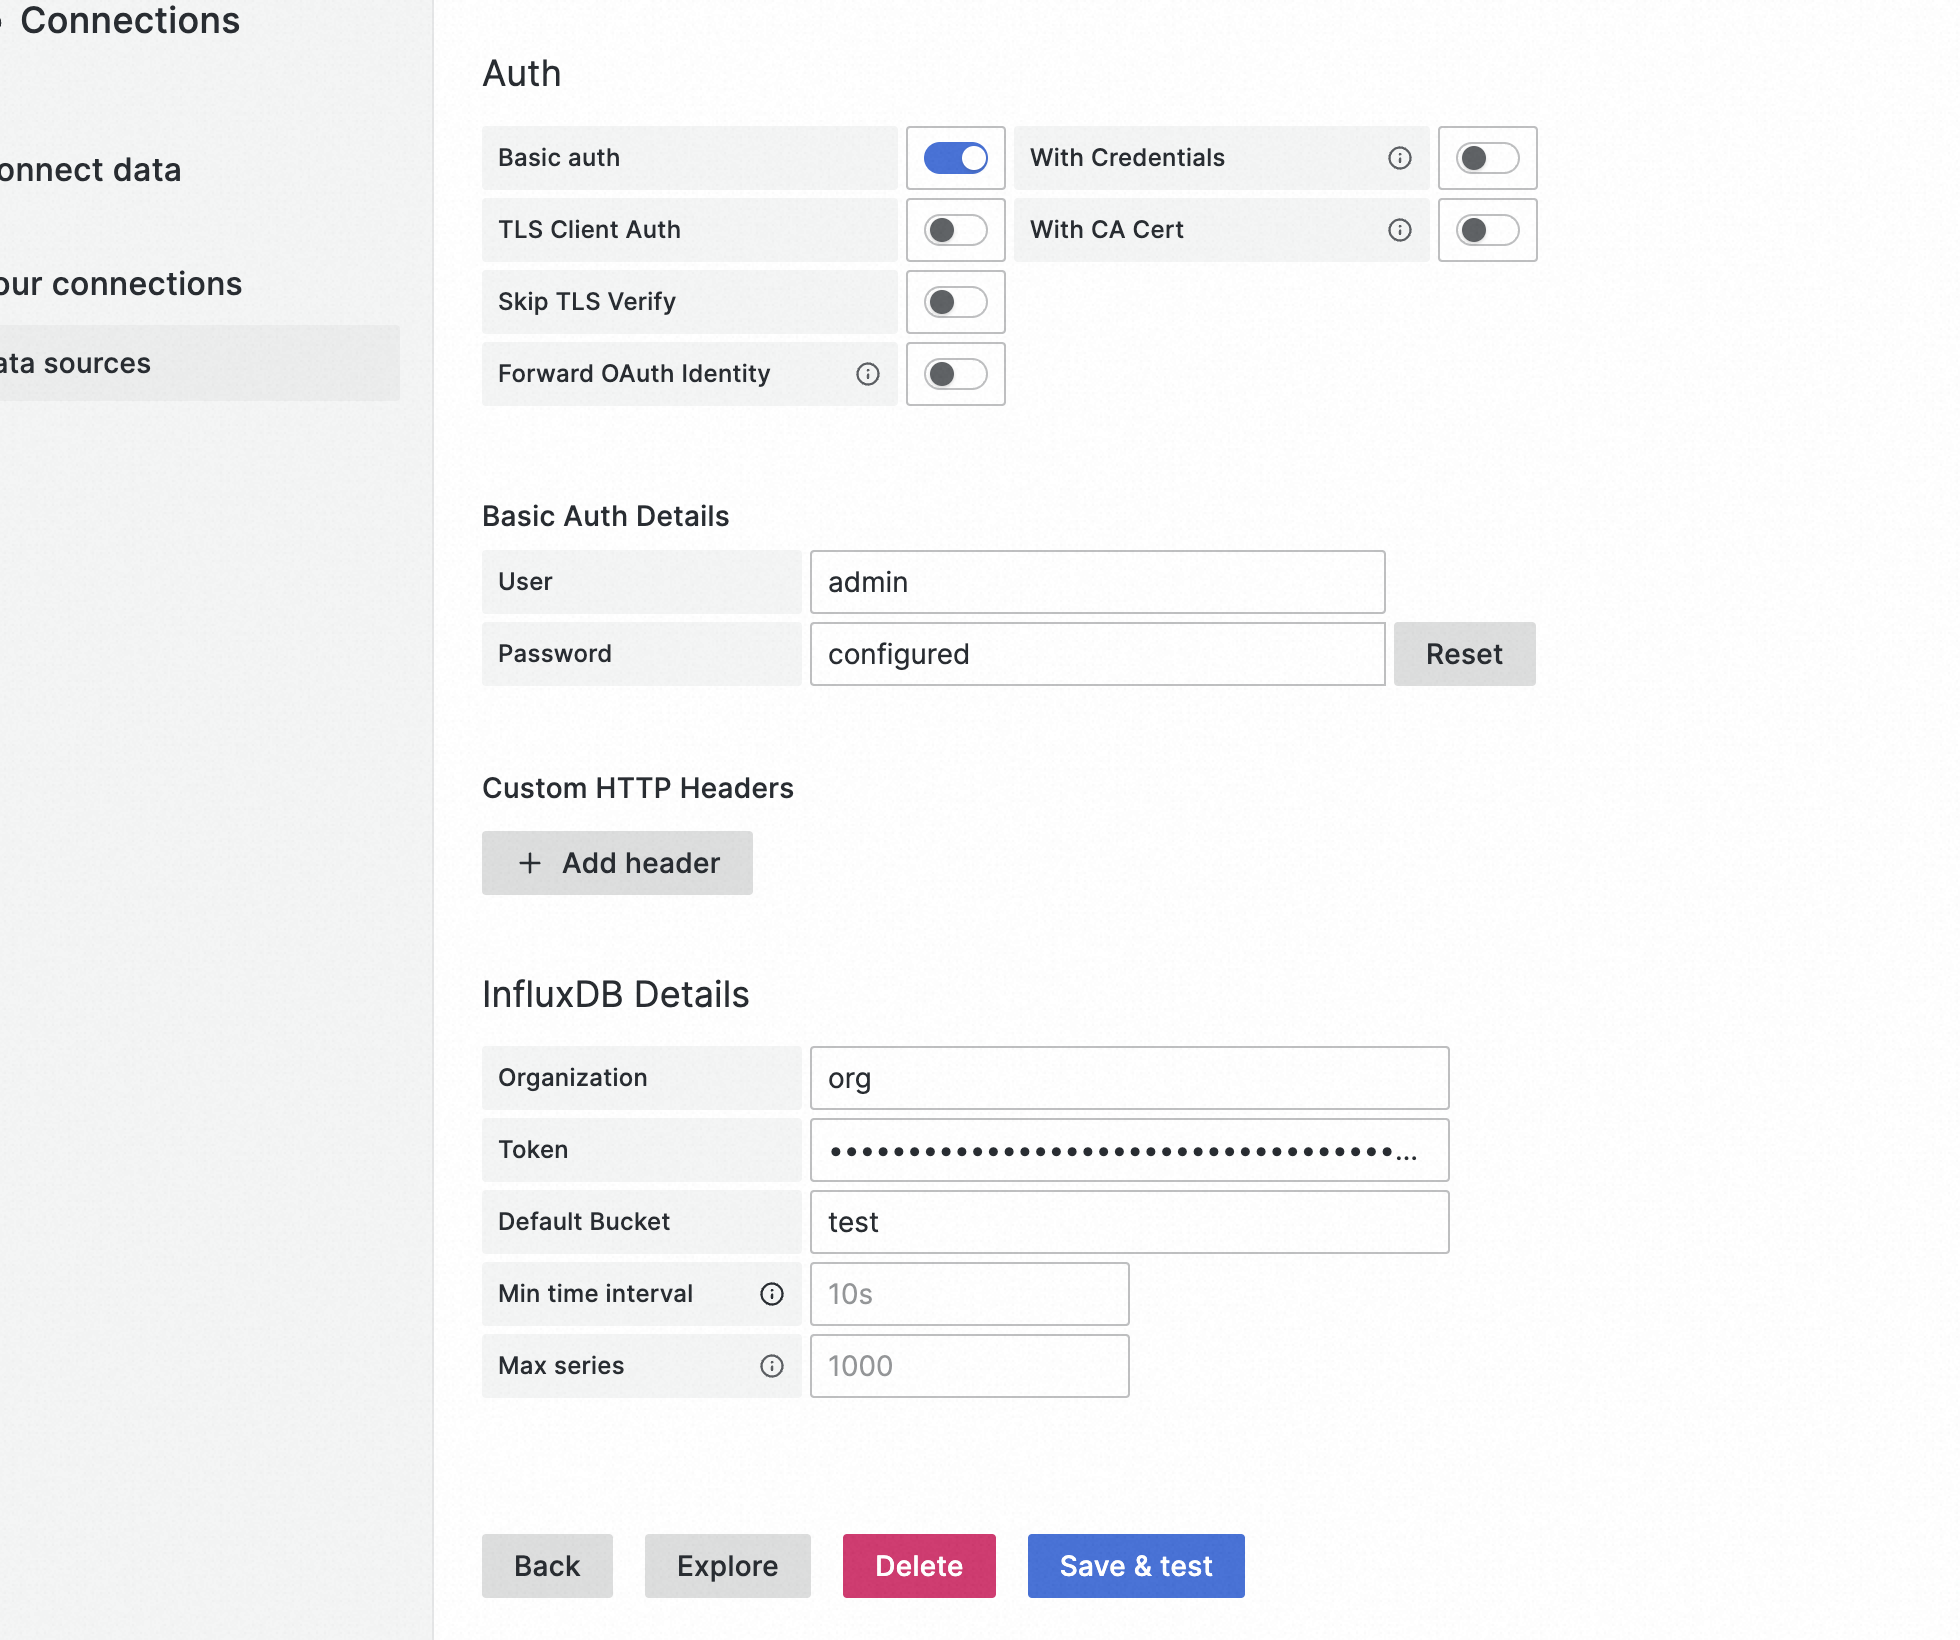 Connections
onnect data
our connections
ata sources
Auth
Basic auth
With Credentials
TLS Client Auth
With CA Cert
Skip TLS Verify
Forward OAuth Identity
Basic Auth Details
User admin
Password configured Reset
Custom HTTP Headers
+ Add header
InfluxDB Details
Organization org
Token ••••••••••••••••••••••••••••••••••••...
Default Bucket test
Min time interval 10s
Max series 1000
Back Explore Delete Save & test